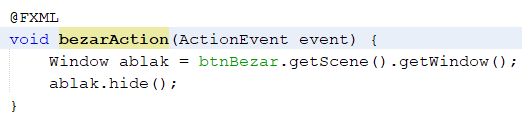 @FXML
void bezarAction(ActionEvent event) {
    Window ablak = btnBezar.getScene().getWindow();
    ablak.hide();
}